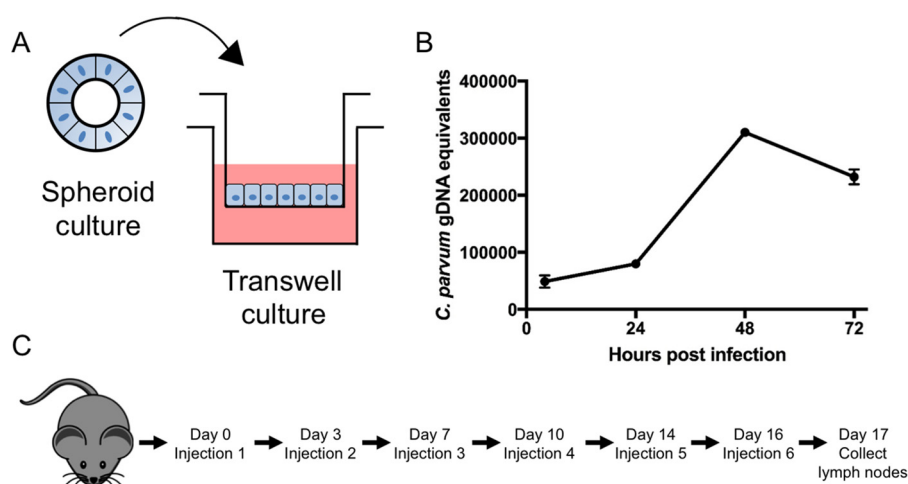 A
Spheroid
culture
Transwell
culture
B
C. parvum gDNA equivalents
400000
300000
200000
100000
0
0 24 48 72
Hours post infection
C
Day 0
Injection 1
Day 3
Injection 2
Day 7
Injection 3
Day 10
Injection 4
Day 14
Injection 5
Day 16
Injection 6
Day 17
Collect
lymph nodes